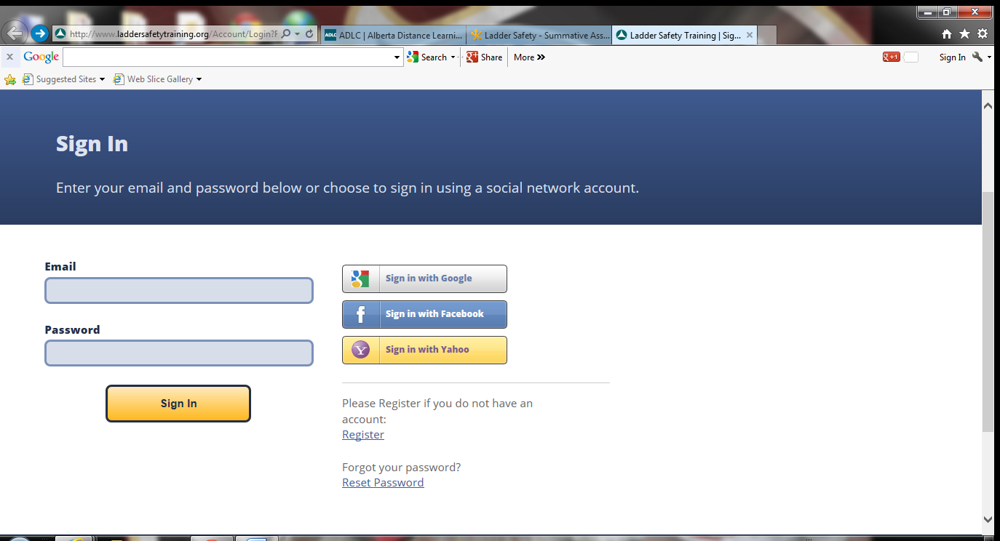 http://www.laddersafetytraining.org/Account/Login?R
ADLC ADLC | Alberta Distance Learni...
Ladder Safety - Summative Ass...
Ladder Safety Training | Sig...
x Google Search Share More »
g+1 Sign In
Suggested Sites Web Slice Gallery
Sign In
Enter your email and password below or choose to sign in using a social network account.
Email
Password
Sign In
Sign in with Google
f Sign in with Facebook
Y Sign in with Yahoo
Please Register if you do not have an
account:
Register
Forgot your password?
Reset Password